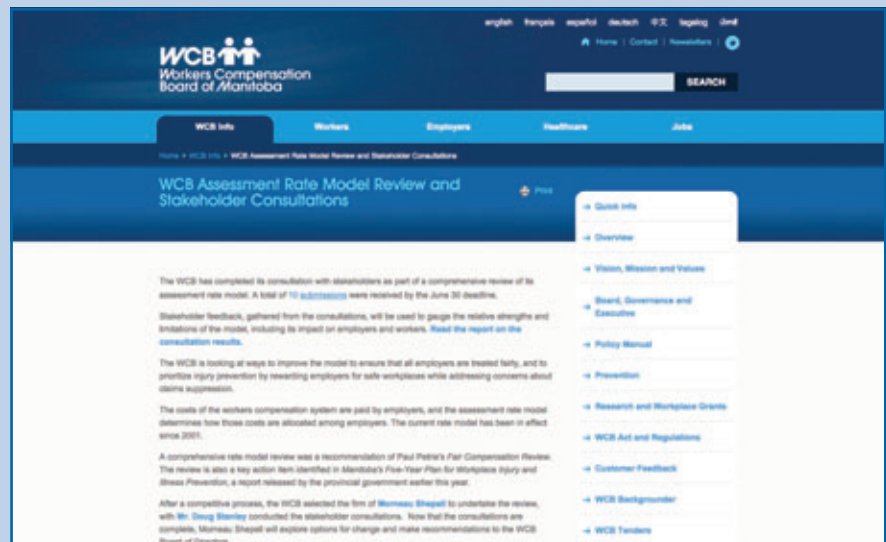 english français español deutsch 中文 tagalog ਪੰਜਾਬੀ
Home | Contact | Newsletters |
WCB
Workers Compensation
Board of Manitoba
SEARCH
WCB Info Workers Employers Healthcare Jobs
Home > WCB Info > WCB Assessment Rate Model Review and Stakeholder Consultations
WCB Assessment Rate Model Review and
Stakeholder Consultations
Print
The WCB has completed its consultation with stakeholders as part of a comprehensive review of its
assessment rate model. A total of 10 submissions were received by the June 30 deadline.
Stakeholder feedback, gathered from the consultations, will be used to gauge the relative strengths and
limitations of the model, including its impact on employers and workers. Read the report on the
consultation results.
The WCB is looking at ways to improve the model to ensure that all employers are treated fairly, and to
prioritize injury prevention by rewarding employers for safe workplaces while addressing concerns about
claims suppression.
The costs of the workers compensation system are paid by employers, and the assessment rate model
determines how those costs are allocated among employers. The current rate model has been in effect
since 2001.
A comprehensive rate model review was a recommendation of Paul Petrie's Fair Compensation Review.
The review is also a key action item identified in Manitoba's Five-Year Plan for Workplace Injury and
Illness Prevention, a report released by the provincial government earlier this year.
After a competitive process, the WCB selected the firm of Morneau Shepell to undertake the review,
with Mr. Doug Stanley conducted the stakeholder consultations. Now that the consultations are
complete, Morneau Shepell will explore options for change and make recommendations to the WCB
Board of Directors.
Quick Info
Overview
Vision, Mission and Values
Board, Governance and
Executive
Policy Manual
Prevention
Research and Workplace Grants
WCB Act and Regulations
Customer Feedback
WCB Backgrounder
WCB Tenders